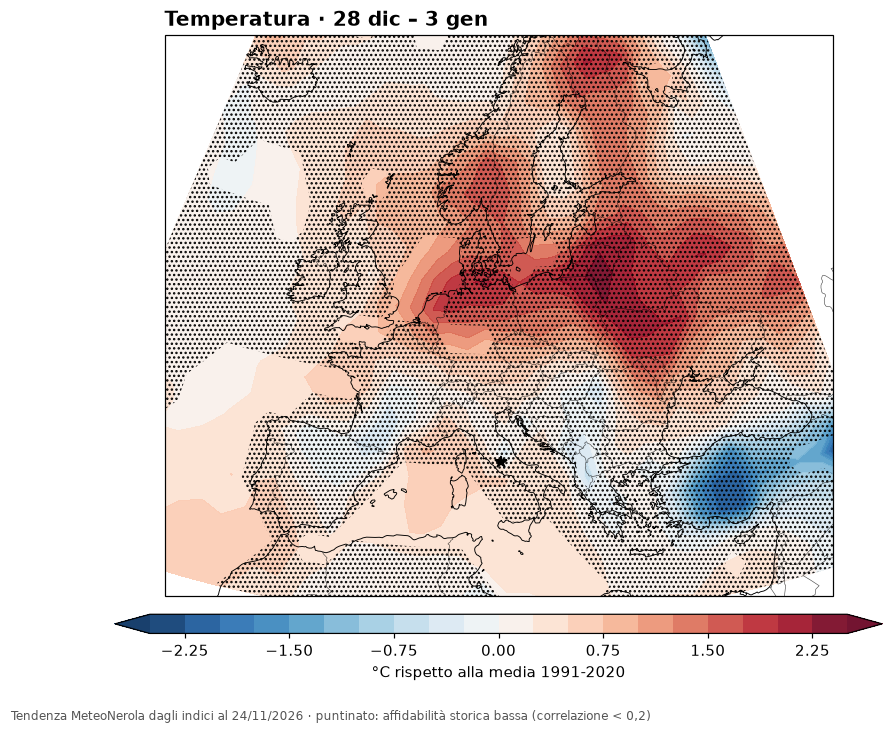 Temperatura · 28 dic – 3 gen
−2.25 −1.50 −0.75 0.00 0.75 1.50 2.25
°C rispetto alla media 1991-2020
Tendenza MeteoNerola dagli indici al 24/11/2026 · puntinato: affidabilità storica bassa (correlazione < 0,2)